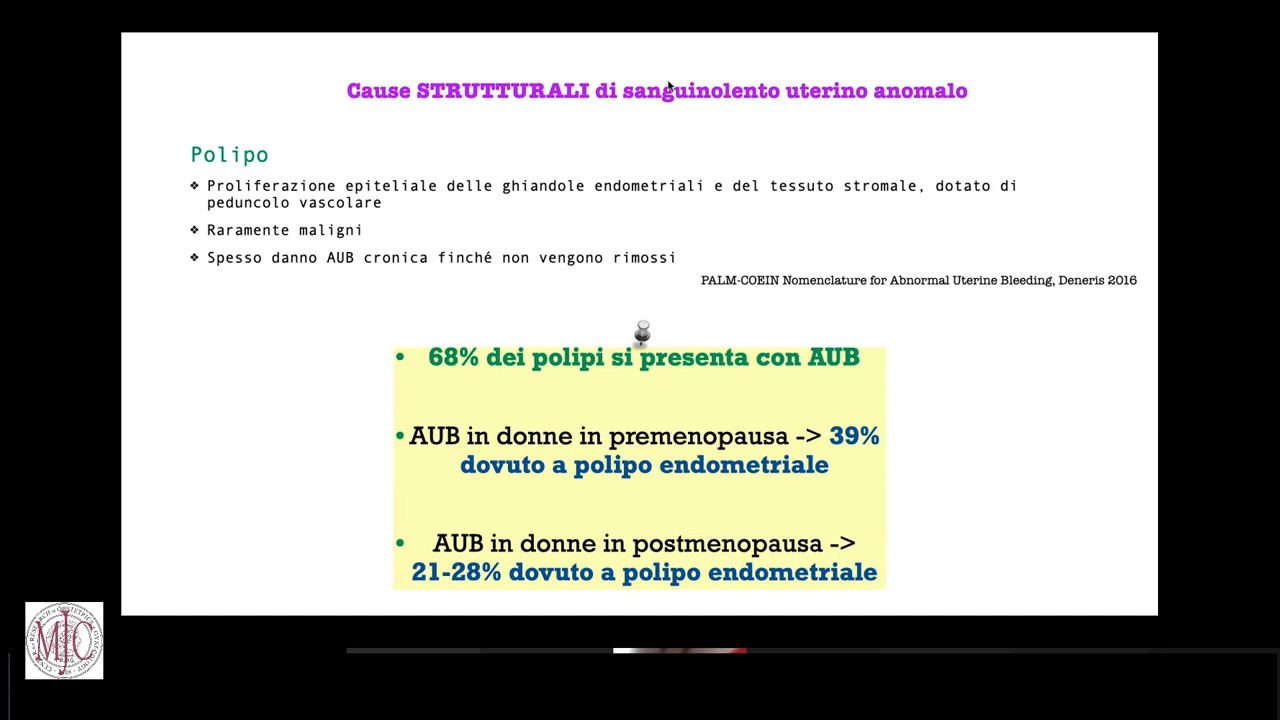 Cause STRUTTURALI di sanguinolento uterino anomalo
Polipo
❖ Proliferazione epiteliale delle ghiandole endometriali e del tessuto stromale, dotato di
peduncolo vascolare
❖ Raramente maligni
❖ Spesso danno AUB cronica finché non vengono rimossi
PALM-COEIN Nomenclature for Abnormal Uterine Bleeding, Deneris 2016
• 68% dei polipi si presenta con AUB
• AUB in donne in premenopausa -> 39%
dovuto a polipo endometriale
• AUB in donne in postmenopausa ->
21-28% dovuto a polipo endometriale
MJC